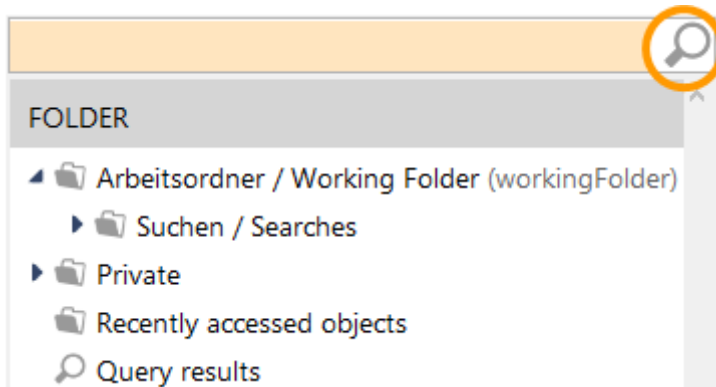 FOLDER
Arbeitsordner / Working Folder (workingFolder)
Suchen / Searches
Private
Recently accessed objects
Query results